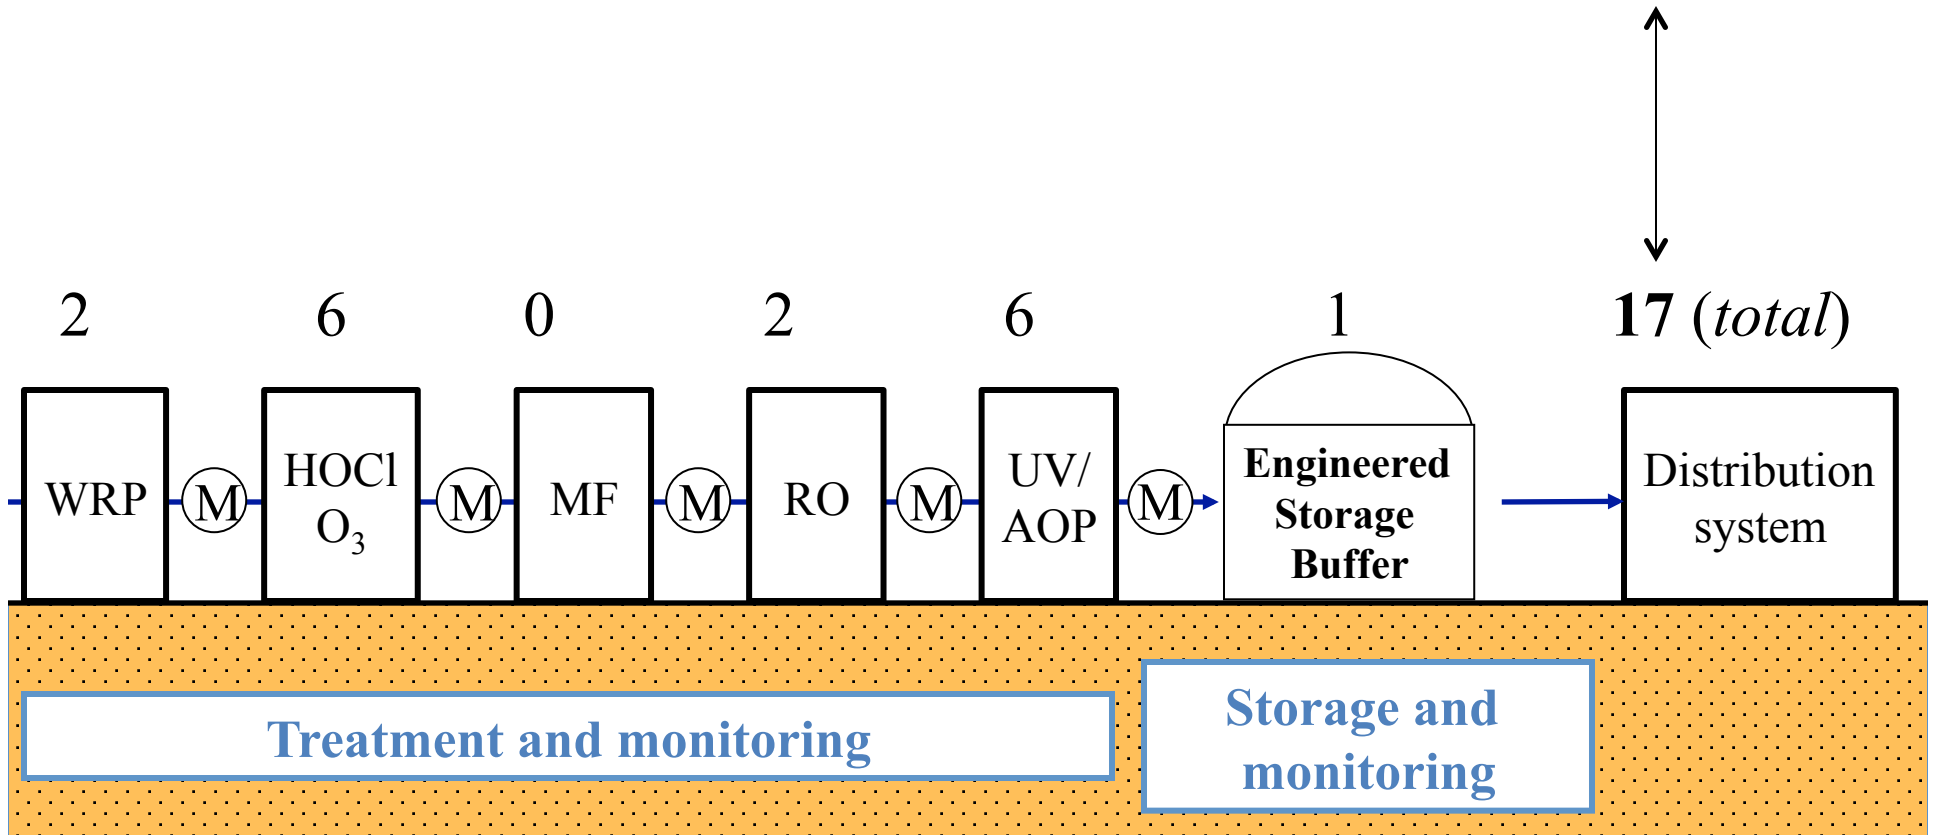 2 6 0 2 6 1 17 (total)
WRP
M
HOCl
O₃
M
MF
M
RO
M
UV/
AOP
M
Engineered
Storage
Buffer
Distribution
system
Treatment and monitoring
Storage and
monitoring